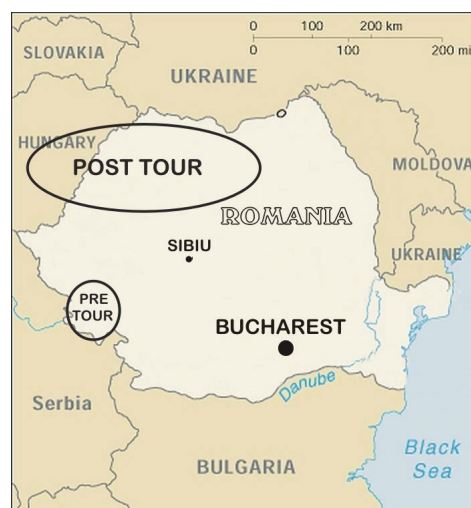 0 100 200 km
0 100 200 mi
SLOVAKIA
UKRAINE
HUNGARY
POST TOUR
MOLDOVA
ROMANIA
SIBIU
UKRAINE
PRE
TOUR
BUCHAREST
Danube
Serbia
Black
Sea
BULGARIA